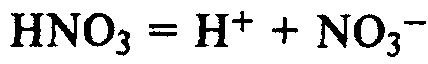 HNO₃ = H⁺ + NO₃⁻